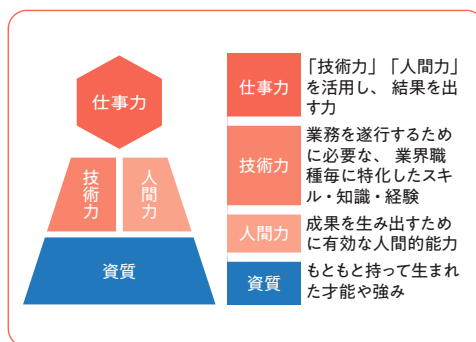 仕事力
技術力
人間力
資質
仕事力
「技術力」「人間力」
を活用し、結果を出
す力
技術力
業務を遂行するため
に必要な、業界職
種毎に特化したスキ
ル・知識・経験
人間力
成果を生み出すため
に有効な人間的能力
資質
もともと持って生まれ
た才能や強み